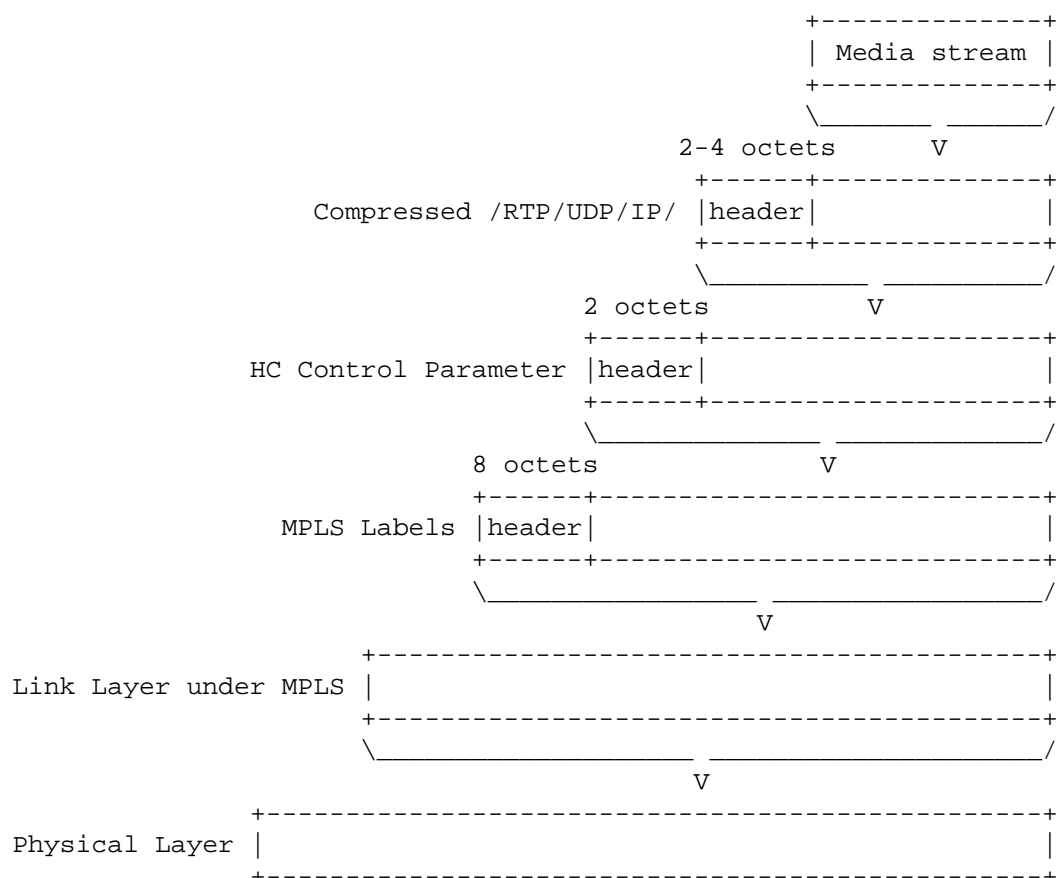 Media stream
2-4 octets V
Compressed /RTP/UDP/IP/ |header|
2 octets V
HC Control Parameter |header|
8 octets V
MPLS Labels |header|
V
Link Layer under MPLS
V
Physical Layer